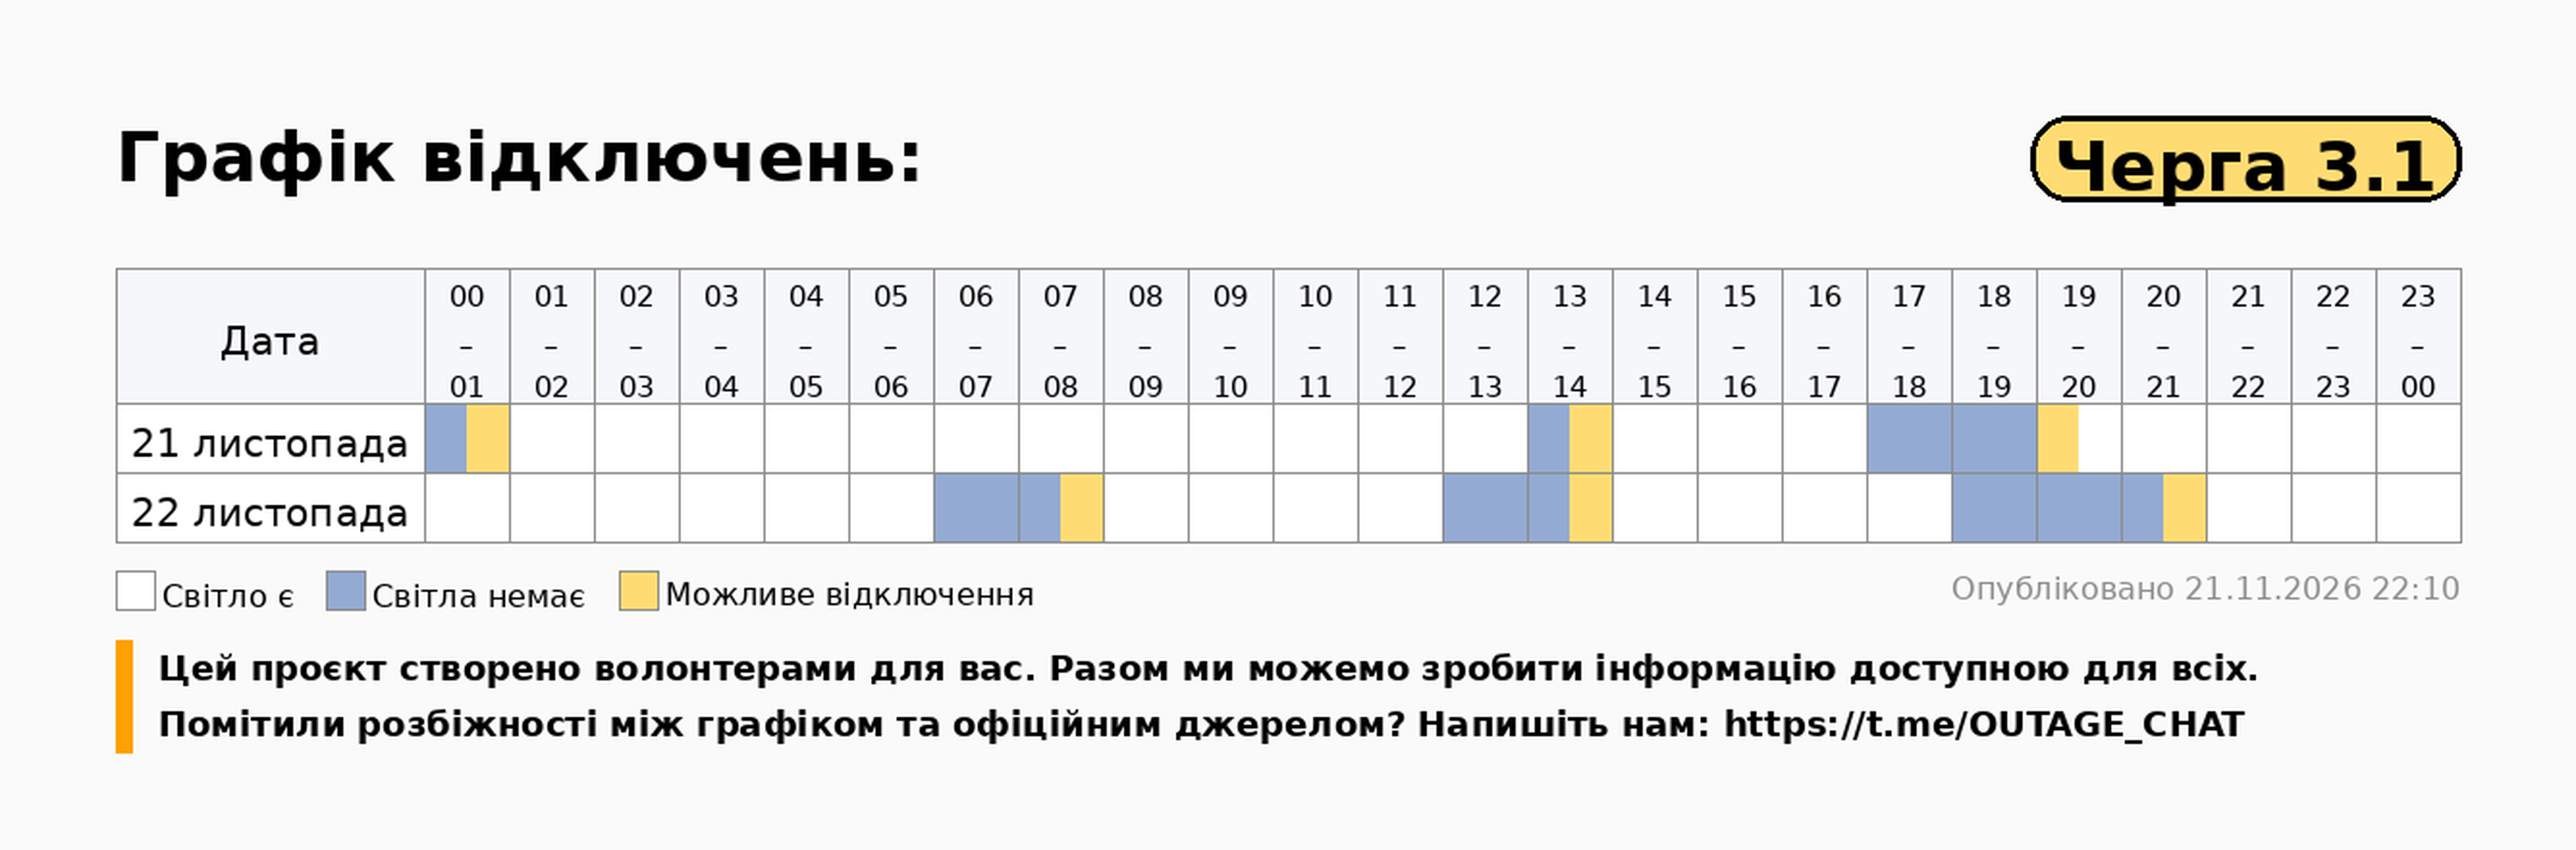 Графік відключень:
Черга 3.1
Дата
00 – 01
01 – 02
02 – 03
03 – 04
04 – 05
05 – 06
06 – 07
07 – 08
08 – 09
09 – 10
10 – 11
11 – 12
12 – 13
13 – 14
14 – 15
15 – 16
16 – 17
17 – 18
18 – 19
19 – 20
20 – 21
21 – 22
22 – 23
23 – 00
21 листопада
22 листопада
Світло є
Світла немає
Можливе відключення
Опубліковано 21.11.2026 22:10
Цей проєкт створено волонтерами для вас. Разом ми можемо зробити інформацію доступною для всіх.
Помітили розбіжності між графіком та офіційним джерелом? Напишіть нам: https://t.me/OUTAGE_CHAT